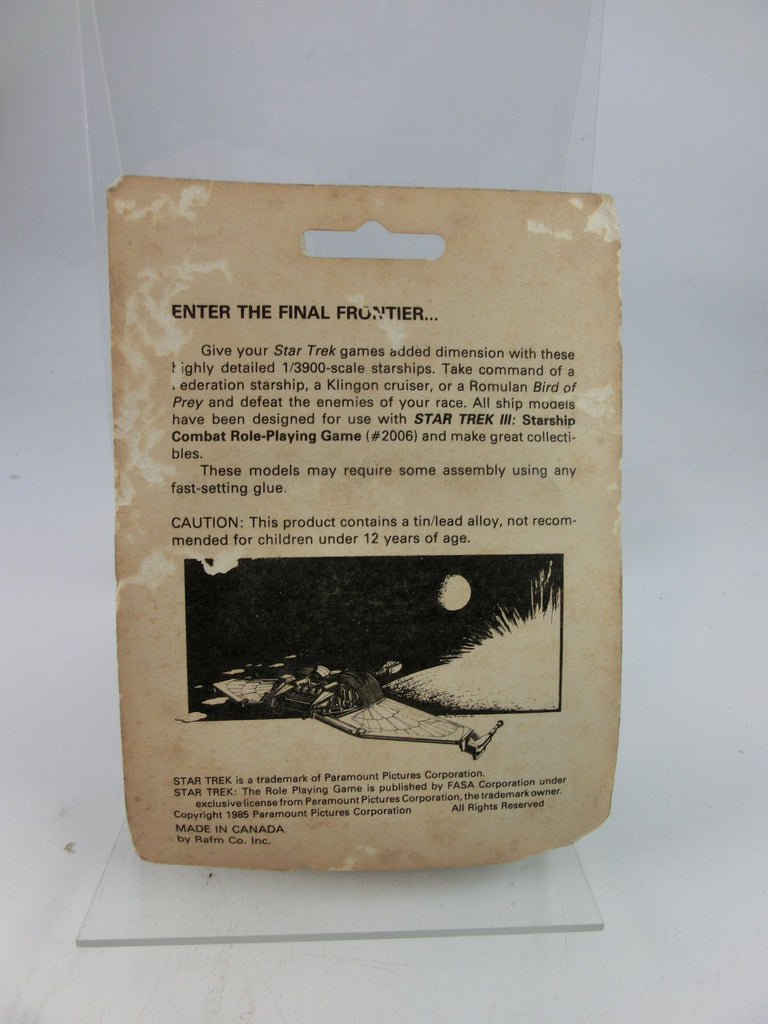 ENTER THE FINAL FRONTIER...
Give your Star Trek games added dimension with these
highly detailed 1/3900-scale starships. Take command of a
Federation starship, a Klingon cruiser, or a Romulan Bird of
Prey and defeat the enemies of your race. All ship models
have been designed for use with STAR TREK III: Starship
Combat Role-Playing Game (#2006) and make great collecti-
bles.
These models may require some assembly using any
fast-setting glue.
CAUTION: This product contains a tin/lead alloy, not recom-
mended for children under 12 years of age.
STAR TREK is a trademark of Paramount Pictures Corporation.
STAR TREK: The Role Playing Game is published by FASA Corporation under
exclusive license from Paramount Pictures Corporation, the trademark owner.
Copyright 1985 Paramount Pictures Corporation All Rights Reserved
MADE IN CANADA
by Rafm Co. Inc.